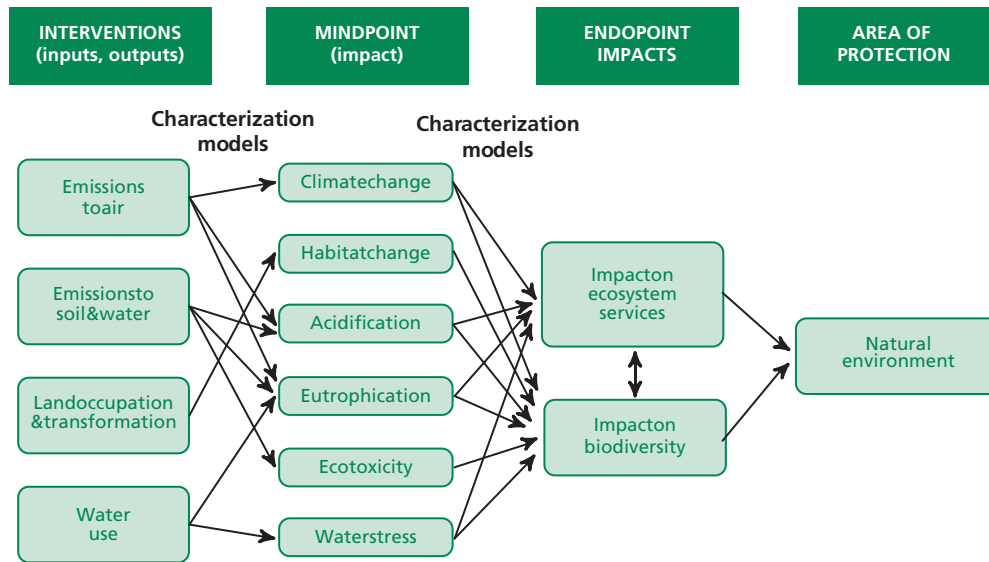 INTERVENTIONS
(inputs, outputs)
MINDPOINT
(impact)
ENDOPOINT
IMPACTS
AREA OF
PROTECTION
Characterization
models
Characterization
models
Emissions
toair
Emissionsto
soil&water
Landoccupation
&transformation
Water
use
Climatechange
Habitatchange
Acidification
Eutrophication
Ecotoxicity
Waterstress
Impacton
ecosystem
services
Impacton
biodiversity
Natural
environment